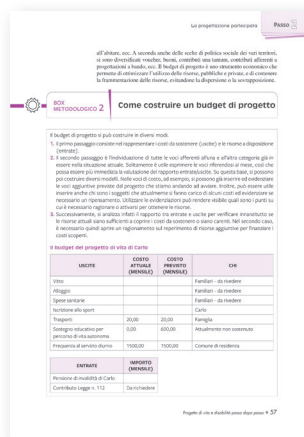 La progettazione partecipata PASSO 2
all'abitare, ecc. A seconda anche delle scelte di politica sociale dei vari territori,
si sono diversificati voucher, buoni, contributi una tantum, contributi afferenti a
progettazioni a bando, ecc. Il budget di progetto è uno strumento economico che
permette di ottimizzare l'utilizzo delle risorse, pubbliche e private, e di contenere
la frammentazione delle risorse, evitandone la dispersione o la sovrapposizione.
BOX
METODOLOGICO 2 Come costruire un budget di progetto
Il budget di progetto si può costruire in diversi modi.
1. Il primo passaggio consiste nel rappresentare i costi da sostenere (uscite) e le risorse a disposizione
(entrate).
2. Il secondo passaggio è l'individuazione di tutte le voci afferenti all'una e all'altra categoria già in
essere nella situazione attuale. Solitamente è utile esprimere le voci riferendosi al mese, così che
possa essere più immediata la valutazione del rapporto entrate/uscite. Su questa base, si possono
poi costruire diversi modelli. Nelle voci di costo, ad esempio, si possono già inserire ed evidenziare
le voci aggiuntive previste dal progetto che stiamo andando ad avviare. Inoltre, può essere utile
inserire anche chi sono i soggetti che attualmente si fanno carico di alcuni costi ed evidenziare se
necessario un ripensamento. Utilizzare le evidenziazioni può rendere visibile quali sono i punti su
cui è necessario ragionare o attivarsi per ottenere le risorse.
3. Successivamente, si analizza infatti il rapporto tra entrate e uscite per verificare innanzitutto se
le risorse attuali siano sufficienti a coprire i costi da sostenere o siano carenti. Nel secondo caso,
è necessario quindi aprire un ragionamento sul reperimento di risorse aggiuntive per finanziare i
costi scoperti.
Il budget del progetto di vita di Carlo
USCITE COSTO ATTUALE (MENSILE) COSTO PREVISTO (MENSILE) CHI
Vitto Familiari - da rivedere
Alloggio Familiari - da rivedere
Spese sanitarie Familiari - da rivedere
Iscrizione sport Carlo
Trasporti 20,00 20,00 Famiglia
Sostegno educativo per percorso di vita autonoma 0,00 600,00 Attualmente non sostenuto
Frequenza al servizio diurno 1500,00 1500,00 Comune di residenza
ENTRATE IMPORTO (MENSILE)
Pensione di invalidità di Carlo
Contributo Legge n. 112 Da richiedere
Progetto di vita e disabilità passo dopo passo • 57